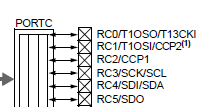 PORTC
RC0/T1OSO/T13CKI
RC1/T1OSI/CCP2(1)
RC2/CCP1
RC3/SCK/SCL
RC4/SDI/SDA
RC5/SDO